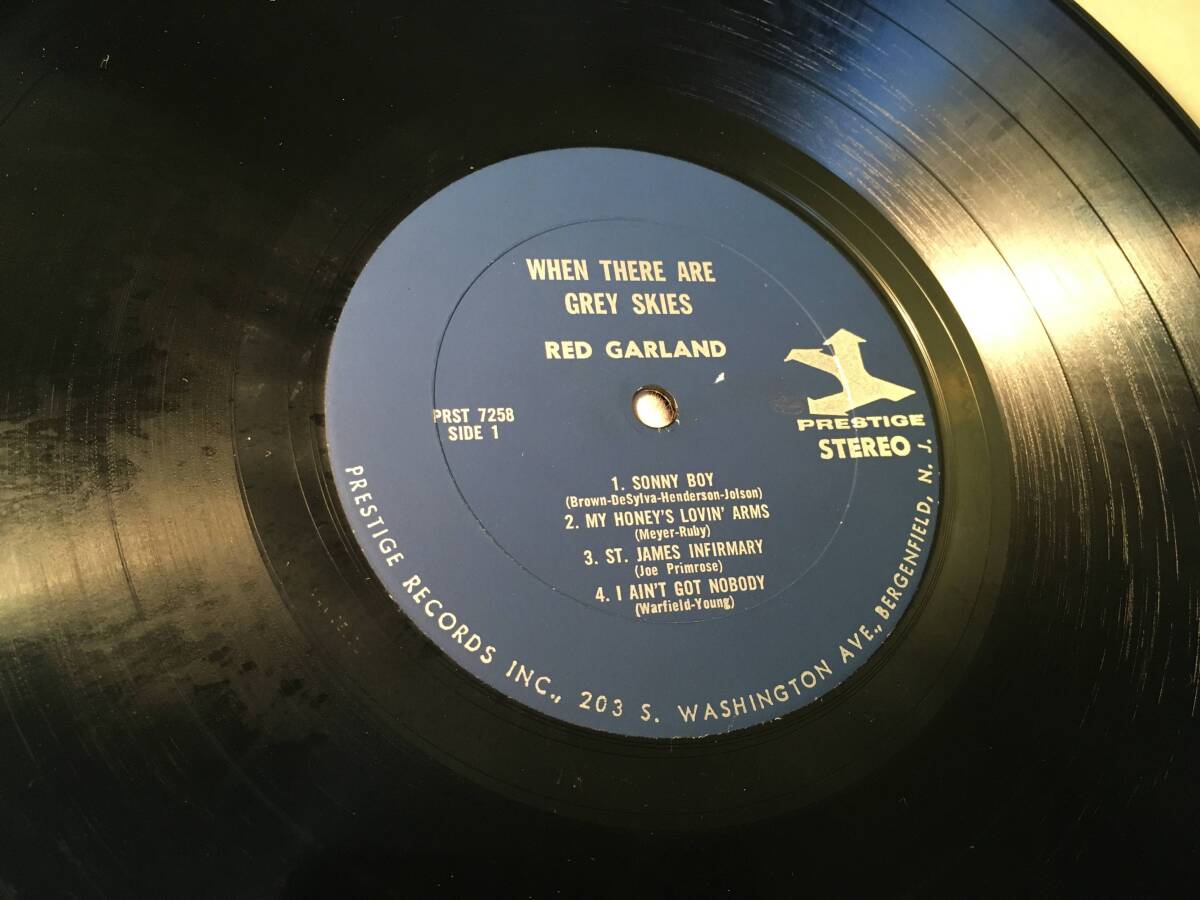 WHEN THERE ARE
GREY SKIES
RED GARLAND
PRST 7258
SIDE 1
PRESTIGE
STEREO
1. SONNY BOY
(Brown-DeSylva-Henderson-Jolson)
2. MY HONEY'S LOVIN' ARMS
(Meyer-Ruby)
3. ST. JAMES INFIRMARY
(Joe Primrose)
4. I AIN'T GOT NOBODY
(Warfield-Young)
PRESTIGE RECORDS INC., 203 S. WASHINGTON AVE., BERGENFIELD, N. J.